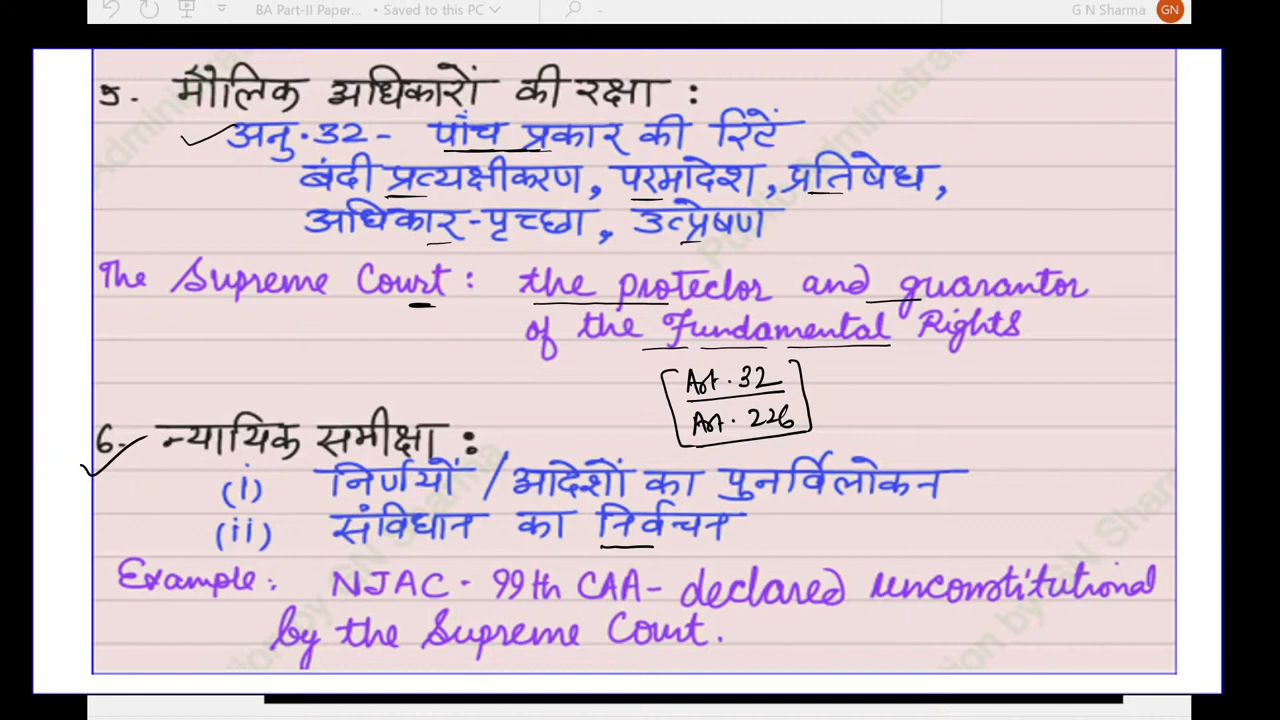 BA Part-II Paper... • Saved to this PC
G N Sharma GN
5. मौलिक अधिकारों की रक्षा :
अनु. 32 - पांच प्रकार की रिटें
बंदी प्रत्यक्षीकरण, परमादेश, प्रतिषेध,
अधिकार-पृच्छा, उत्प्रेषण
The Supreme Court : the protector and guarantor
of the Fundamental Rights
Art. 32
Art. 226
6. न्यायिक समीक्षा :
(i) निर्णयों / आदेशों का पुनर्विलोकन
(ii) संविधान का निर्वचन
Example : NJAC - 99th CAA - declared unconstitutional
by the Supreme Court.